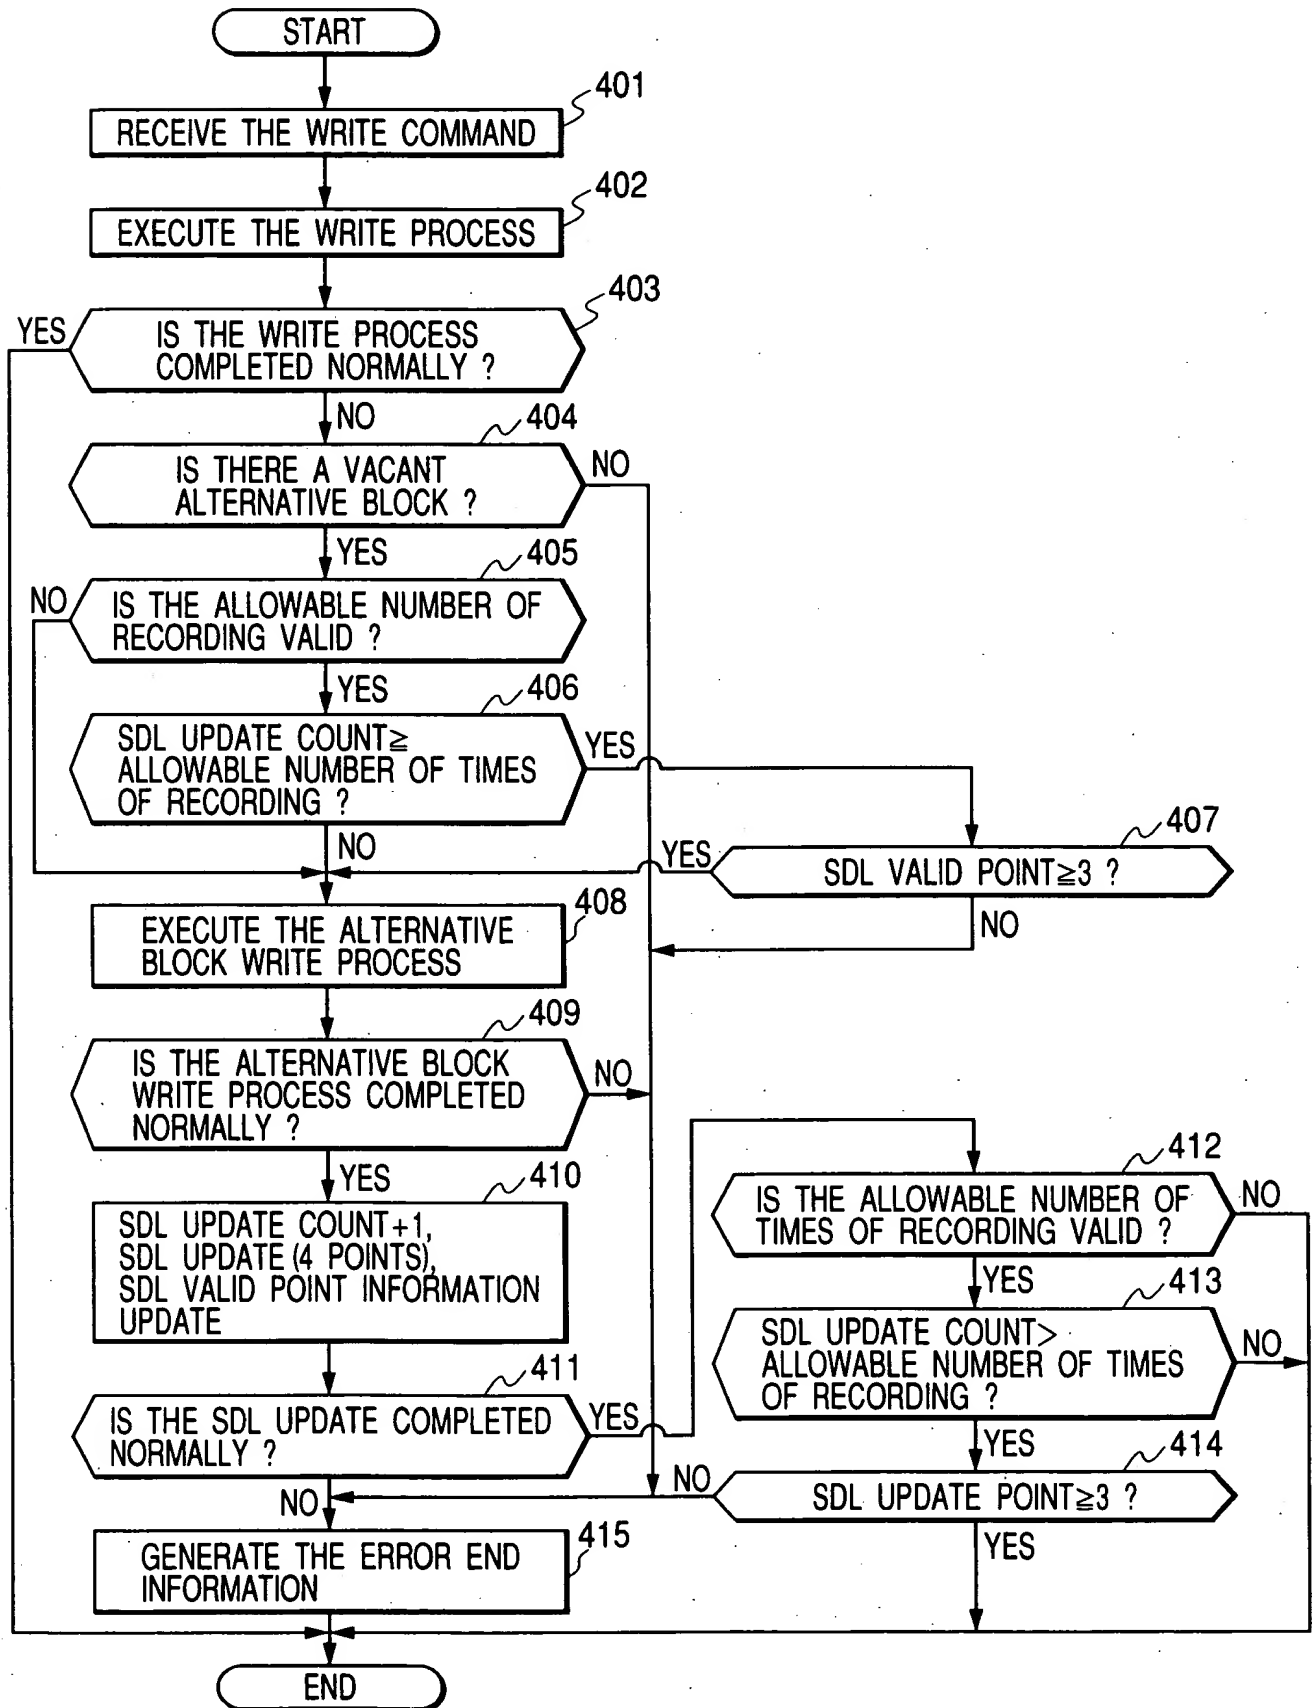 START
401
RECEIVE THE WRITE COMMAND
402
EXECUTE THE WRITE PROCESS
403
YES
IS THE WRITE PROCESS
COMPLETED NORMALLY ?
NO
404
IS THERE A VACANT
ALTERNATIVE BLOCK ?
NO
YES
405
NO
IS THE ALLOWABLE NUMBER OF
RECORDING VALID ?
YES
406
SDL UPDATE COUNT≧
ALLOWABLE NUMBER OF TIMES
OF RECORDING ?
YES
NO
407
YES
SDL VALID POINT≧3 ?
NO
408
EXECUTE THE ALTERNATIVE
BLOCK WRITE PROCESS
409
IS THE ALTERNATIVE BLOCK
WRITE PROCESS COMPLETED
NORMALLY ?
NO
YES
410
SDL UPDATE COUNT+1,
SDL UPDATE (4 POINTS),
SDL VALID POINT INFORMATION
UPDATE
411
IS THE SDL UPDATE COMPLETED
NORMALLY ?
YES
NO
412
IS THE ALLOWABLE NUMBER OF
TIMES OF RECORDING VALID ?
NO
YES
413
SDL UPDATE COUNT>
ALLOWABLE NUMBER OF TIMES
OF RECORDING ?
NO
YES
414
NO
SDL UPDATE POINT≧3 ?
YES
415
GENERATE THE ERROR END
INFORMATION
END